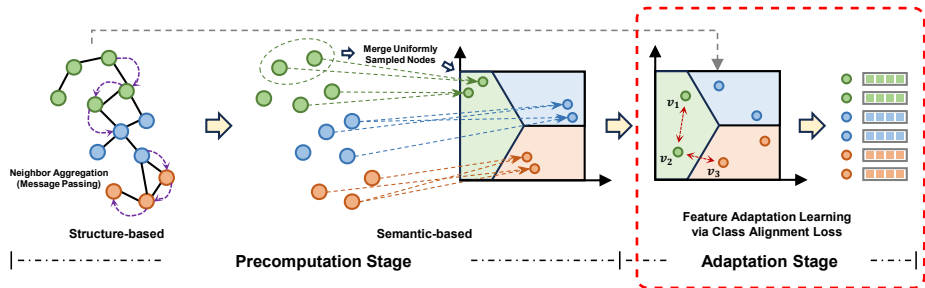 Merge Uniformly
Sampled Nodes
Neighbor Aggregation
(Message Passing)
Structure-based
Semantic-based
v₁
v₂
v₃
Feature Adaptation Learning
via Class Alignment Loss
Precomputation Stage
Adaptation Stage